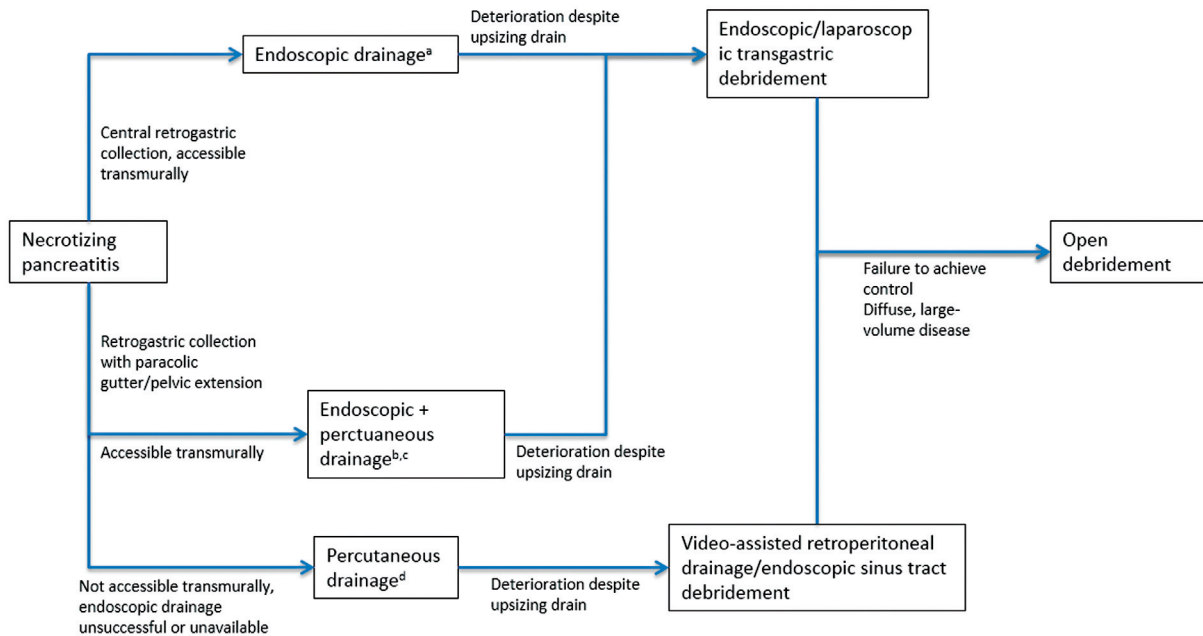 Deterioration despite
upsizing drain
Endoscopic drainageᵃ
Endoscopic/laparoscop
ic transgastric
debridement
Central retrogastric
collection, accessible
transmurally
Necrotizing
pancreatitis
Open
debridement
Failure to achieve
control
Diffuse, large-
volume disease
Retrogastric collection
with paracolic
gutter/pelvic extension
Endoscopic +
perctuaneous
drainageᵇ,ᶜ
Accessible transmurally
Deterioration despite
upsizing drain
Percutaneous
drainageᵈ
Video-assisted retroperitoneal
drainage/endoscopic sinus tract
debridement
Not accessible transmurally,
endoscopic drainage
unsuccessful or unavailable
Deterioration despite
upsizing drain